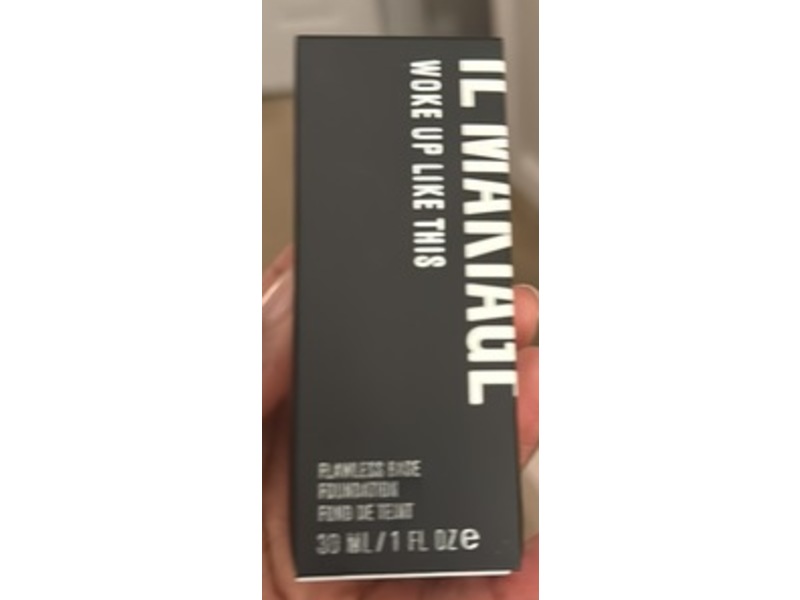 IL MAKIAGE
WOKE UP LIKE THIS
FLAWLESS BASE
FOUNDATION
FOND DE TEINT
30 ML/1 FL OZ e